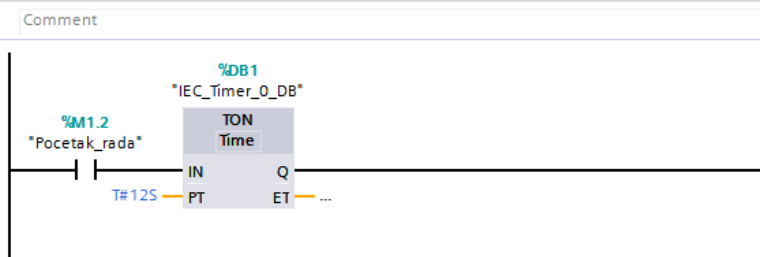 Comment
%DB1
"IEC_Timer_0_DB"
%M1.2
"Pocetak_rada"
TON
Time
IN Q
T#12S PT ET ...